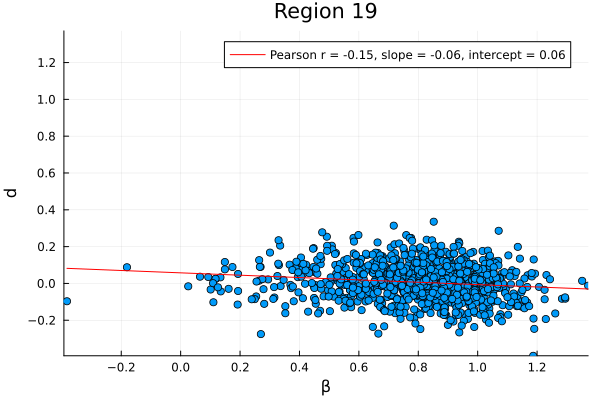 Region 19
Pearson r = -0.15, slope = -0.06, intercept = 0.06
1.2
1.0
0.8
0.6
0.4
0.2
0.0
−0.2
d
−0.2 0.0 0.2 0.4 0.6 0.8 1.0 1.2
β